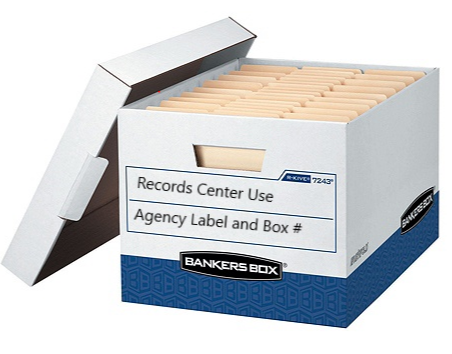 R-KIVE® 7243®
Records Center Use
Agency Label and Box #
BANKERS BOX®
BANKERS BOX